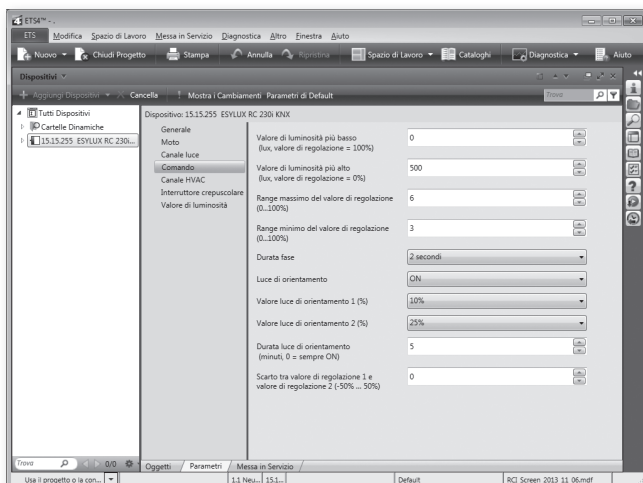 ETS4™ - .
ETS Modifica Spazio di Lavoro Messa in Servizio Diagnostica Altro Finestra Aiuto
Nuovo Chiudi Progetto Stampa Annulla Ripristina Spazio di Lavoro Cataloghi Diagnostica Aiuto
Dispositivi
Aggiungi Dispositivi Cancella Mostra i Cambiamenti Parametri di Default Trova
Tutti Dispositivi
Cartelle Dinamiche
15.15.255 ESYLUX RC 230i...
Dispositivo: 15.15.255 ESYLUX RC 230i KNX
Generale
Moto
Canale luce
Comando
Canale HVAC
Interruttore crepuscolare
Valore di luminosità
Valore di luminosità più basso
(lux, valore di regolazione = 100%)
0
Valore di luminosità più alto
(lux, valore di regolazione = 0%)
500
Range massimo del valore di regolazione
(0...100%)
6
Range minimo del valore di regolazione
(0...100%)
3
Durata fase
2 secondi
Luce di orientamento
ON
Valore luce di orientamento 1 (%)
10%
Valore luce di orientamento 2 (%)
25%
Durata luce di orientamento
(minuti, 0 = sempre ON)
5
Scarto tra valore di regolazione 1 e
valore di regolazione 2 (-50% ... 50%)
0
Trova 0/0
Oggetti Parametri Messa in Servizio
Usa il progetto o la con... 1.1 Neu... 15.1... Default RCI_Screen_2013_11_06.mdf